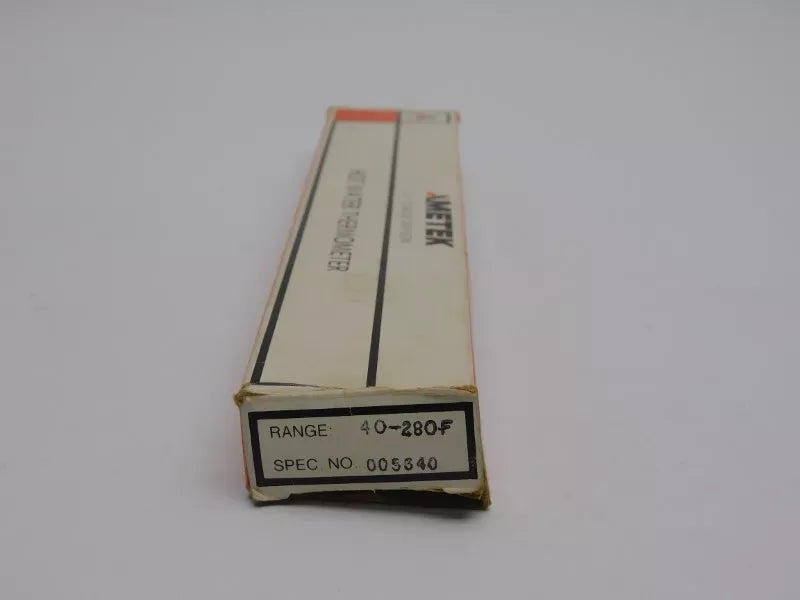 AMETEK
HOT WATER THERMOMETER
RANGE: 40-280F
SPEC. NO. 005340